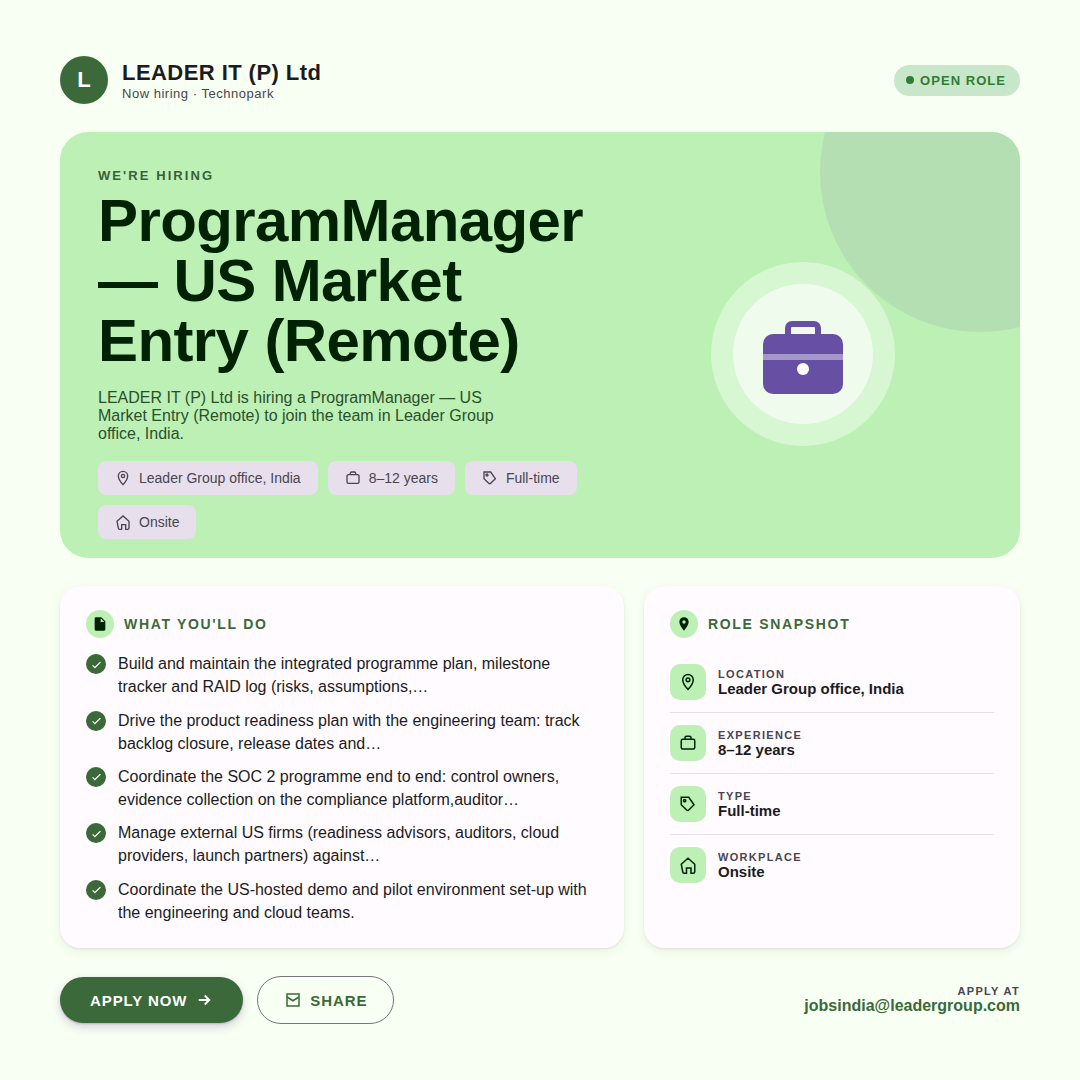 L
LEADER IT (P) Ltd
Now hiring · Technopark
OPEN ROLE
WE'RE HIRING
ProgramManager
— US Market
Entry (Remote)
LEADER IT (P) Ltd is hiring a ProgramManager — US
Market Entry (Remote) to join the team in Leader Group
office, India.
Leader Group office, India
8–12 years
Full-time
Onsite
WHAT YOU'LL DO
Build and maintain the integrated programme plan, milestone
tracker and RAID log (risks, assumptions,…
Drive the product readiness plan with the engineering team: track
backlog closure, release dates and…
Coordinate the SOC 2 programme end to end: control owners,
evidence collection on the compliance platform,auditor…
Manage external US firms (readiness advisors, auditors, cloud
providers, launch partners) against…
Coordinate the US-hosted demo and pilot environment set-up with
the engineering and cloud teams.
ROLE SNAPSHOT
LOCATION
Leader Group office, India
EXPERIENCE
8–12 years
TYPE
Full-time
WORKPLACE
Onsite
APPLY NOW
SHARE
APPLY AT
jobsindia@leadergroup.com